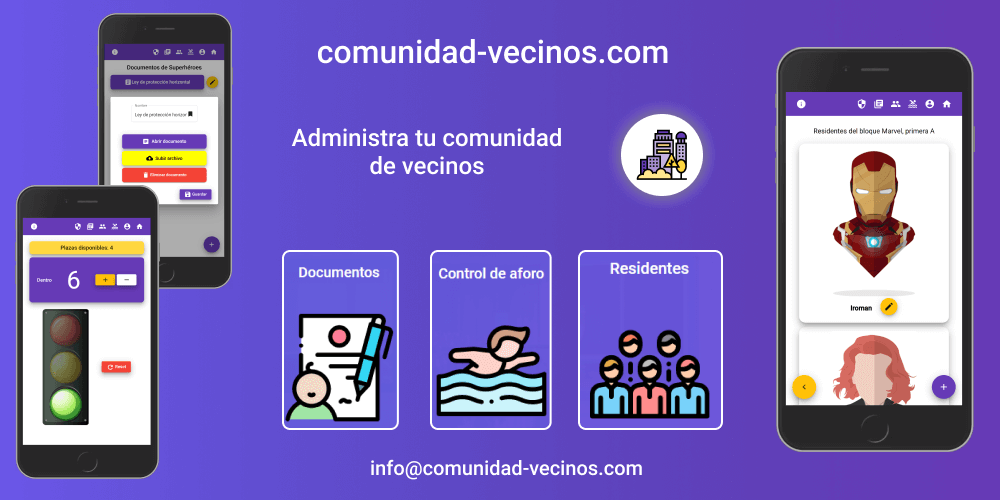 comunidad-vecinos.com
Administra tu comunidad
de vecinos
Documentos de Superhéroes
Ley de protección horizontal
Nombre
Ley de protección horizor
Abrir documento
Subir archivo
Eliminar documento
Guardar
+
Plazas disponibles: 4
Dentro
6
+
−
Reset
Documentos
Control de aforo
Residentes
Residentes del bloque Marvel, primera A
Iroman
+
info@comunidad-vecinos.com